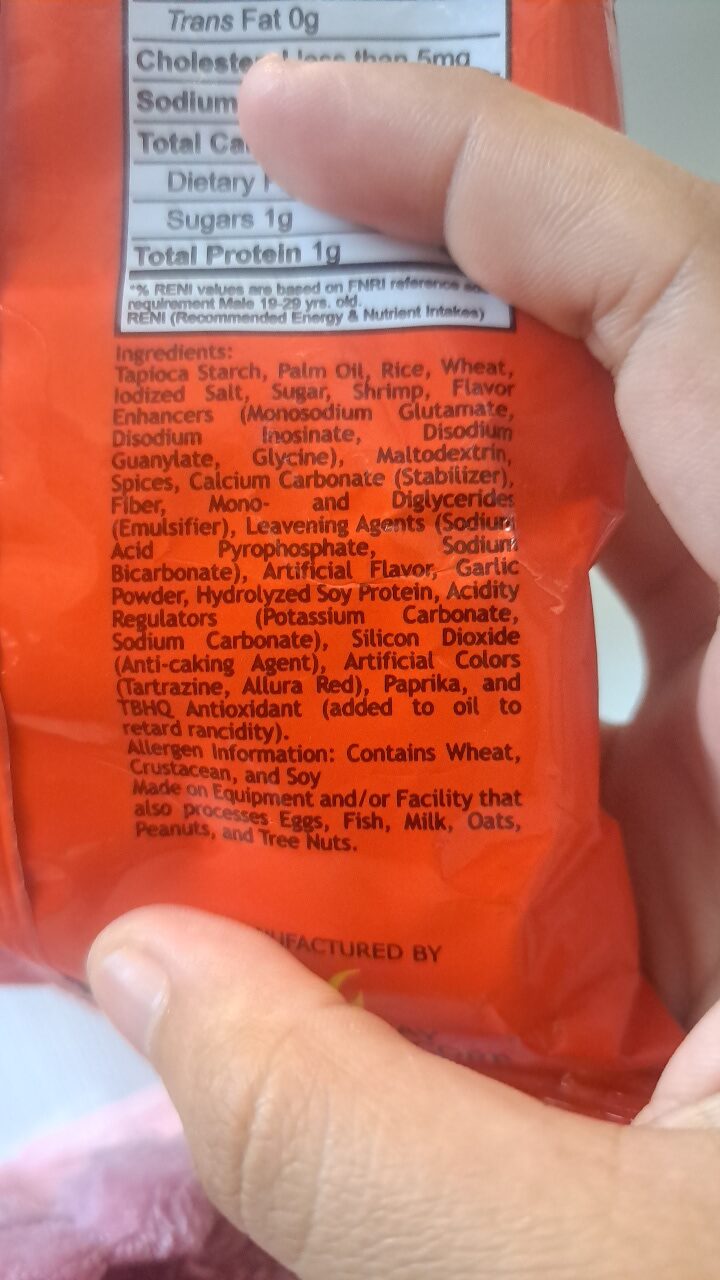 Trans Fat 0g
less than 5mg
Sodium
Total
Dietary
Sugars 1g
Total Protein 1g
*% RENI values are based on FNRI reference
requirement Male 19-29 yrs. old.
RENI (Recommended Energy & Nutrient Intakes)
Ingredients:
Tapioca Starch, Palm Oil, Rice, Wheat,
Iodized Salt, Sugar, Shrimp, Flavor
Enhancers (Monosodium Glutamate,
Disodium Inosinate, Disodium
Guanylate, Glycine), Maltodextrin,
Spices, Calcium Carbonate (Stabilizer),
Fiber, Mono- and Diglycerides
(Emulsifier), Leavening Agents (Sodium
Acid Pyrophosphate, Sodium
Bicarbonate), Artificial Flavor, Garlic
Powder, Hydrolyzed Soy Protein, Acidity
Regulators (Potassium Carbonate,
Sodium Carbonate), Silicon Dioxide
(Anti-caking Agent), Artificial Colors
(Tartrazine, Allura Red), Paprika, and
TBHQ Antioxidant (added to oil to
retard rancidity).
Allergen Information: Contains Wheat,
Crustacean, and Soy
Made on Equipment and/or Facility that
also processes Eggs, Fish, Milk, Oats,
Peanuts, and Tree Nuts.
BY